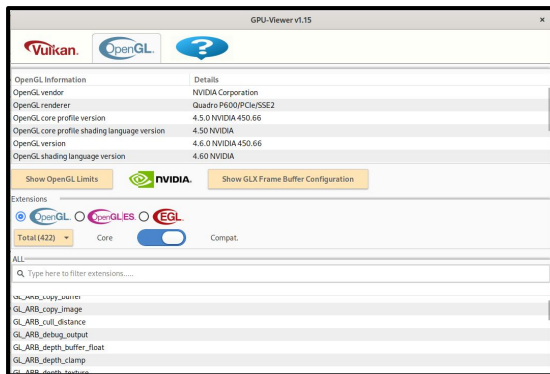 GPU-Viewer v1.15 ×
Vulkan. OpenGL. ?
OpenGL Information Details
OpenGL vendor NVIDIA Corporation
OpenGL renderer Quadro P600/PCIe/SSE2
OpenGL core profile version 4.5.0 NVIDIA 450.66
OpenGL core profile shading language version 4.50 NVIDIA
OpenGL version 4.6.0 NVIDIA 450.66
OpenGL shading language version 4.60 NVIDIA
Show OpenGL Limits NVIDIA. Show GLX Frame Buffer Configuration
Extensions
OpenGL. OpenGL|ES. EGL.
Total (422) Core Compat.
ALL
Type here to filter extensions.....
GL_ARB_copy_buffer
GL_ARB_copy_image
GL_ARB_cull_distance
GL_ARB_debug_output
GL_ARB_depth_buffer_float
GL_ARB_depth_clamp
GL_ARB_depth_texture